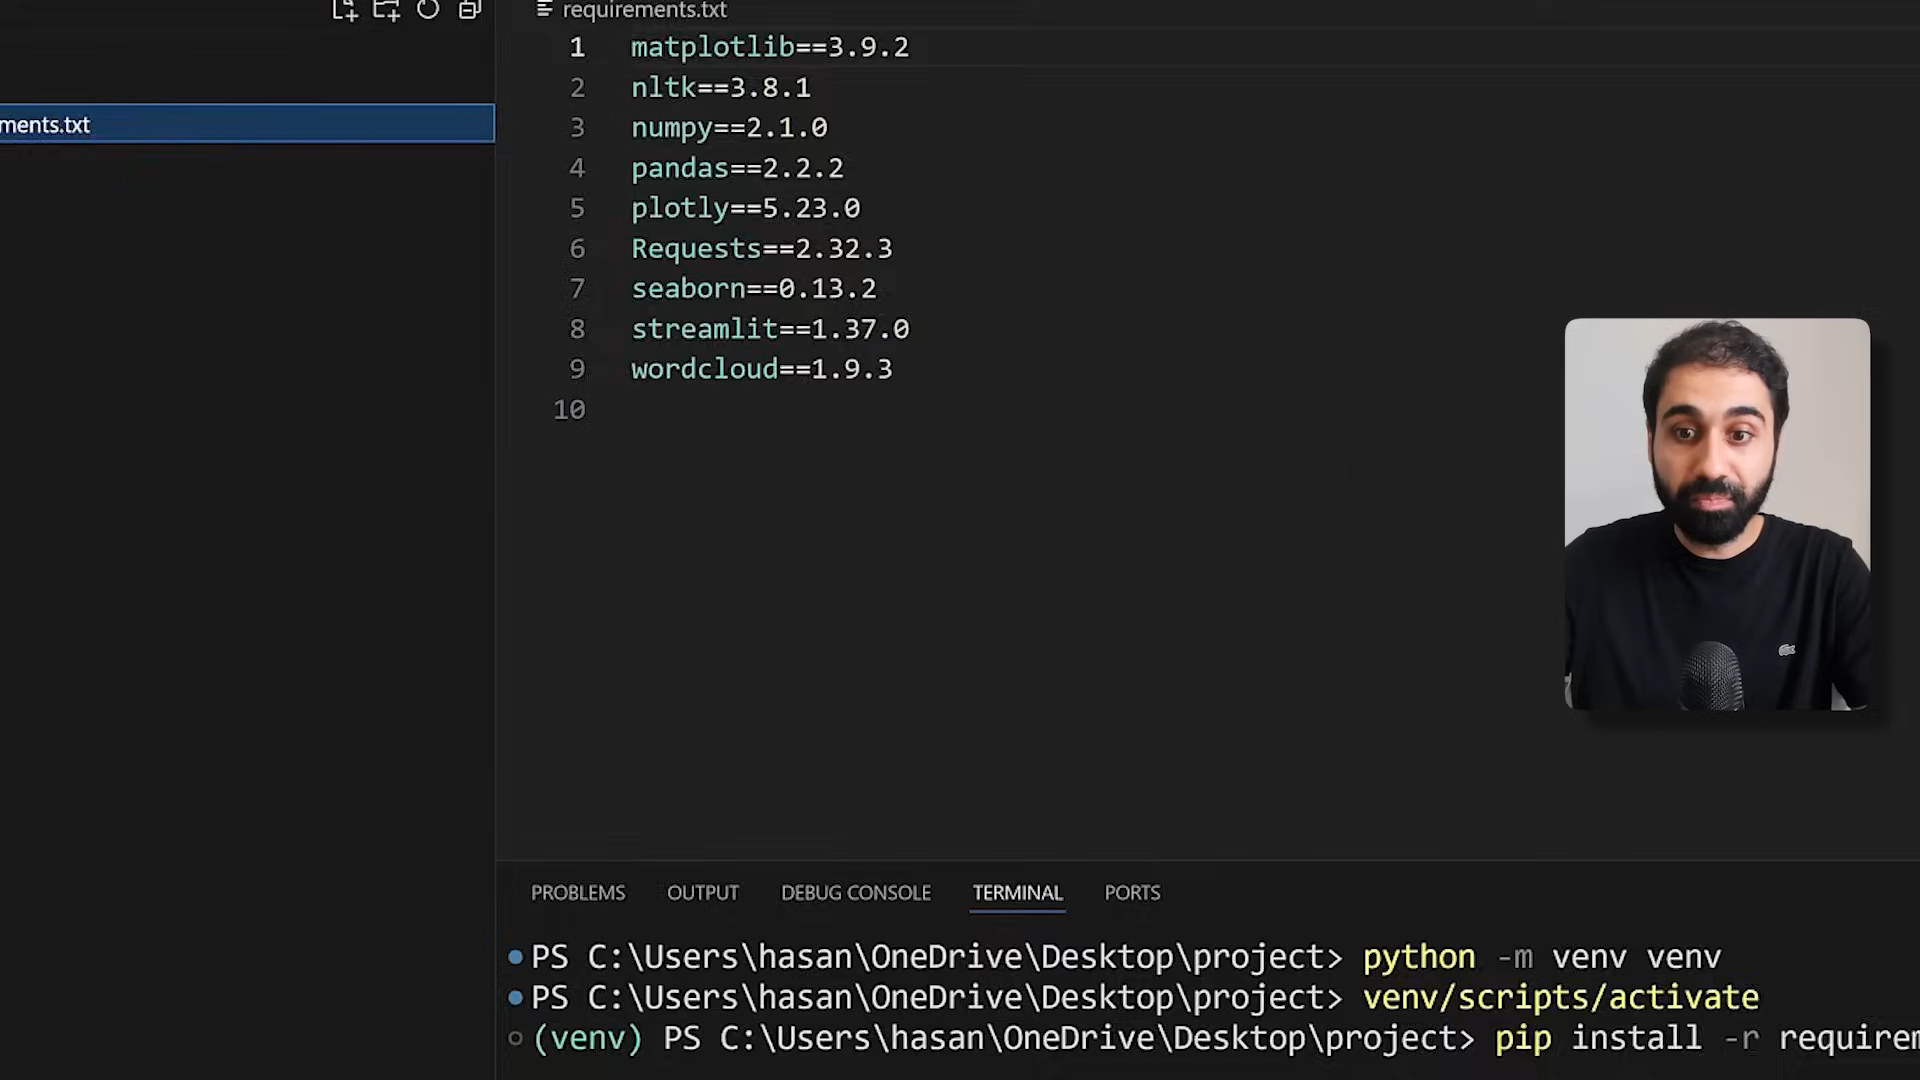 requirements.txt
ments.txt
1 matplotlib==3.9.2
2 nltk==3.8.1
3 numpy==2.1.0
4 pandas==2.2.2
5 plotly==5.23.0
6 Requests==2.32.3
7 seaborn==0.13.2
8 streamlit==1.37.0
9 wordcloud==1.9.3
10
PROBLEMS OUTPUT DEBUG CONSOLE TERMINAL PORTS
PS C:\Users\hasan\OneDrive\Desktop\project> python -m venv venv
PS C:\Users\hasan\OneDrive\Desktop\project> venv/scripts/activate
(venv) PS C:\Users\hasan\OneDrive\Desktop\project> pip install -r requirem